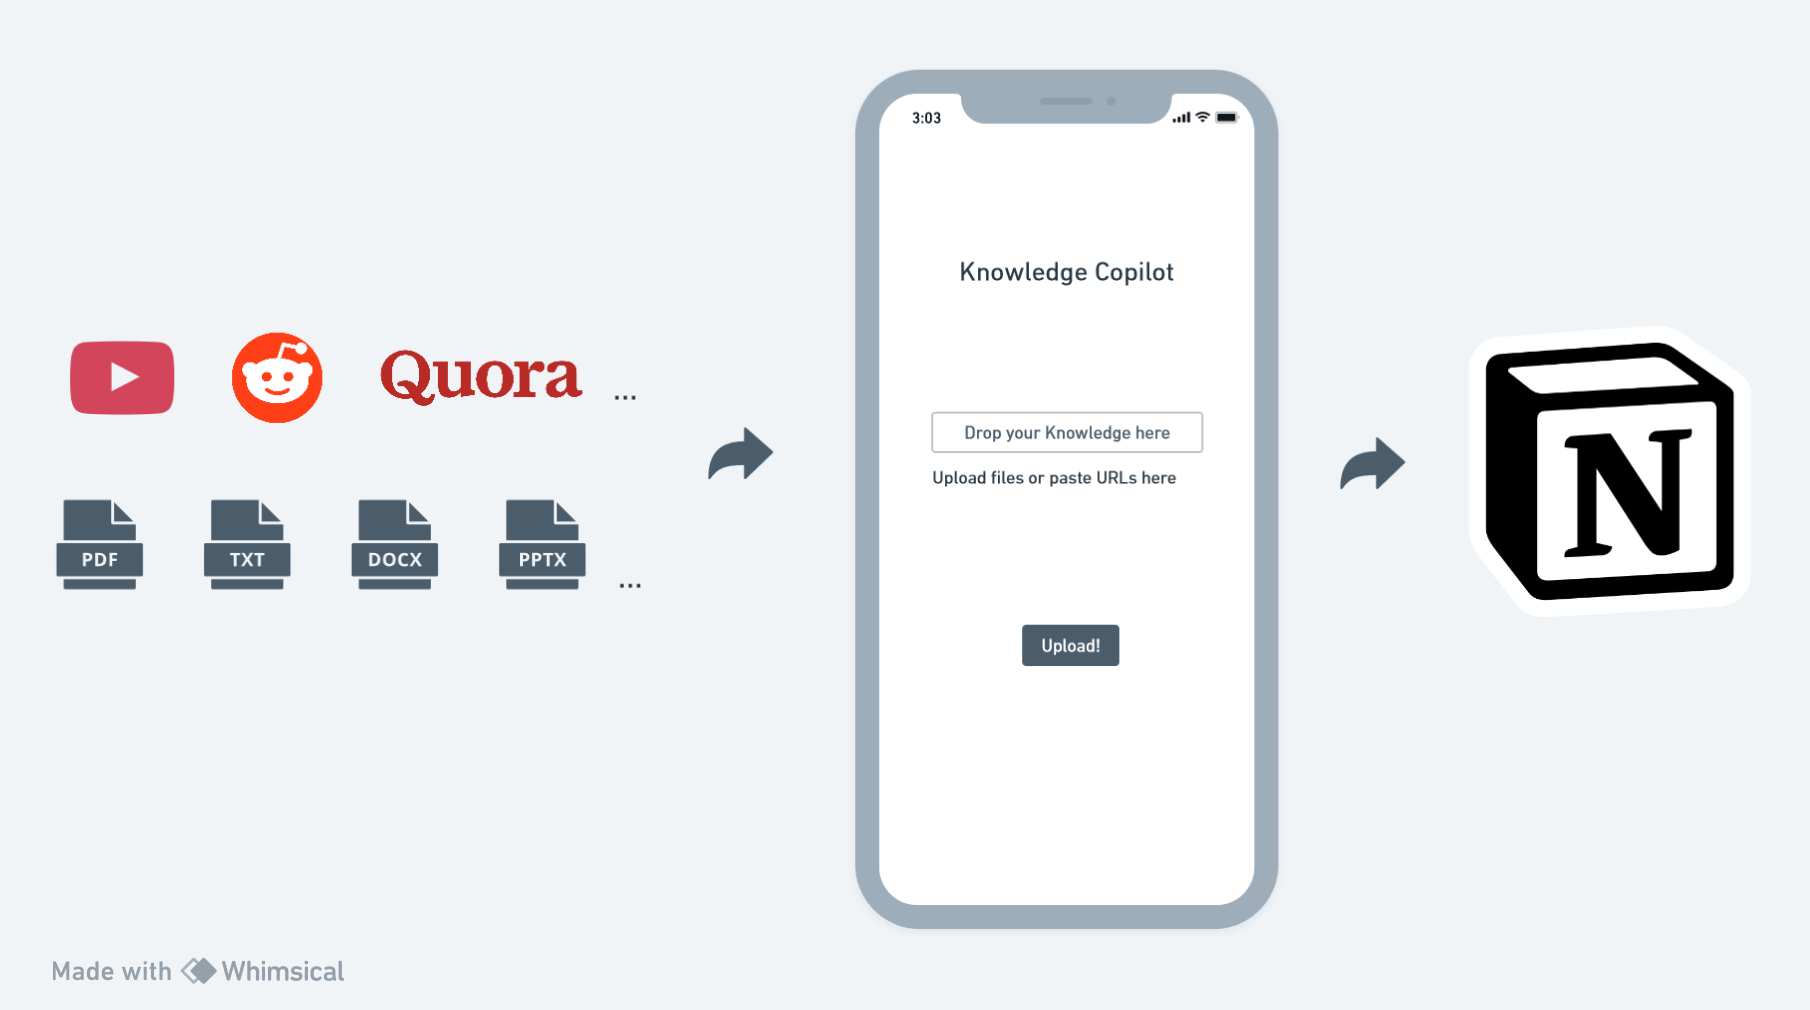 Quora
...
PDF
TXT
DOCX
PPTX
...
3:03
Knowledge Copilot
Drop your Knowledge here
Upload files or paste URLs here
Upload!
N
Made with Whimsical